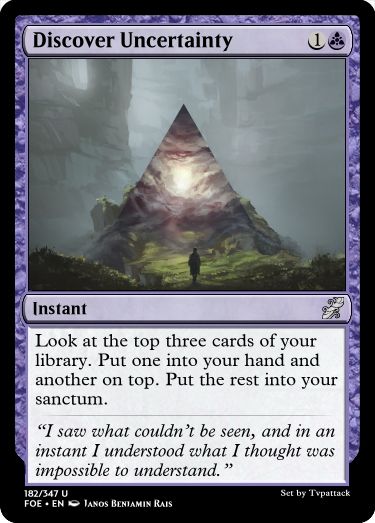 Discover Uncertainty 1
Instant
Look at the top three cards of your
library. Put one into your hand and
another on top. Put the rest into your
sanctum.
“I saw what couldn’t be seen, and in an
instant I understood what I thought was
impossible to understand.”
182/347 U Set by Tvpattack
FOE • EN Janos Benjamin Rais